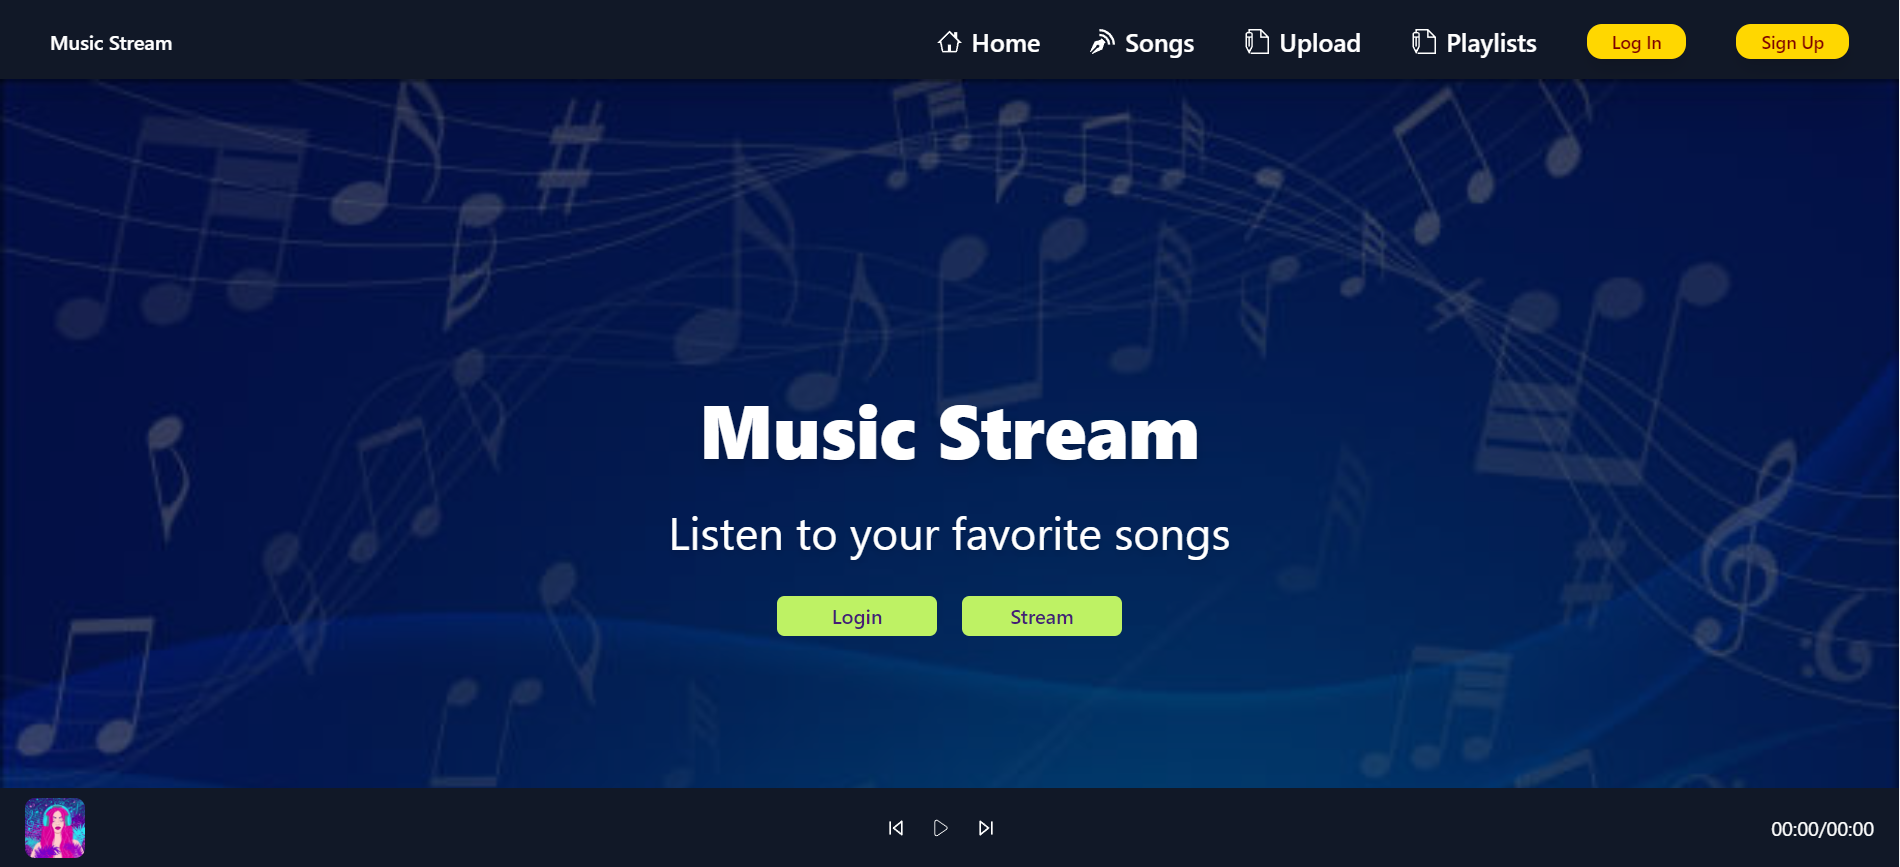 Music Stream
Home
Songs
Upload
Playlists
Log In
Sign Up
Music Stream
Listen to your favorite songs
Login
Stream
00:00/00:00